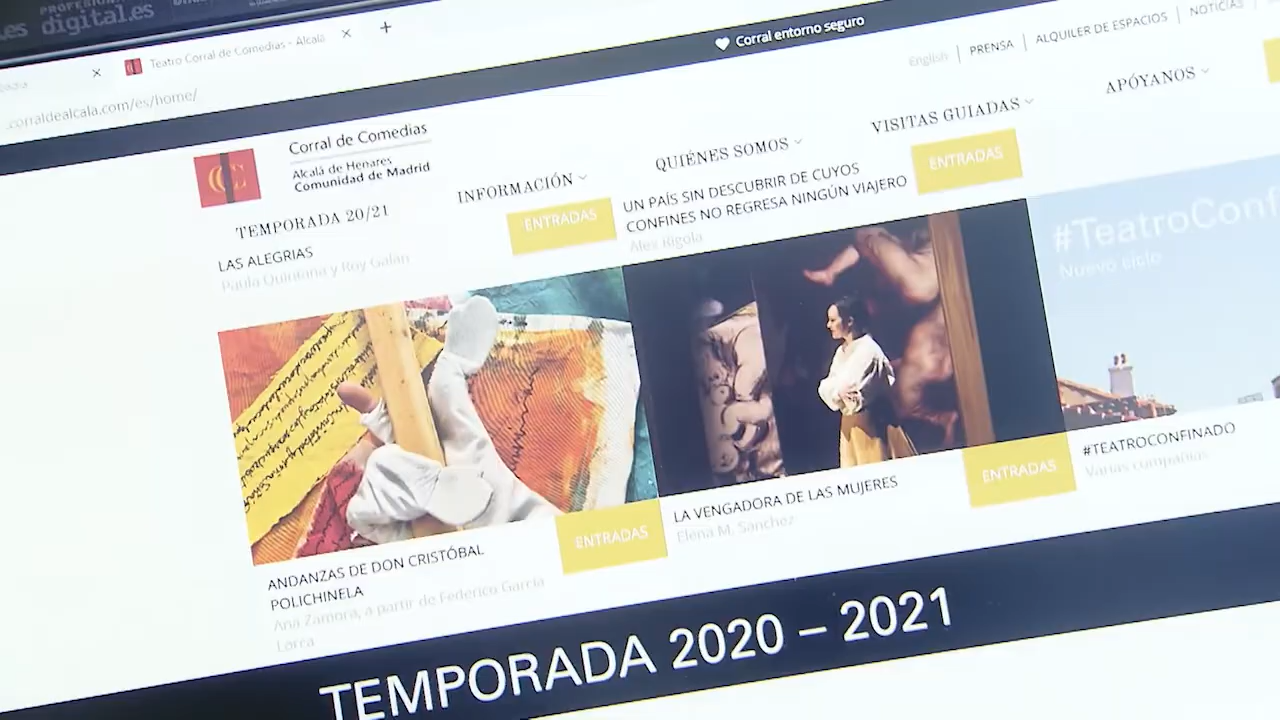 digital.es
Teatro Corral de Comedias - Alcalá
corraldealcala.com/es/home/
Corral entorno seguro
English
PRENSA
ALQUILER DE ESPACIOS
NOTICIAS
CC
Corral de Comedias
Alcalá de Henares
Comunidad de Madrid
TEMPORADA 20/21
INFORMACIÓN
QUIÉNES SOMOS
VISITAS GUIADAS
APÓYANOS
LAS ALEGRIAS
Paula Quintana y Roy Galán
ENTRADAS
UN PAÍS SIN DESCUBRIR DE CUYOS
CONFINES NO REGRESA NINGÚN VIAJERO
Alex Rigola
ENTRADAS
#TeatroConf
Nuevo ciclo
ANDANZAS DE DON CRISTÓBAL
POLICHINELA
Ana Zamora, a partir de Federico García
Lorca
ENTRADAS
LA VENGADORA DE LAS MUJERES
Elena M. Sánchez
ENTRADAS
#TEATROCONFINADO
Varias compañías
TEMPORADA 2020 – 2021